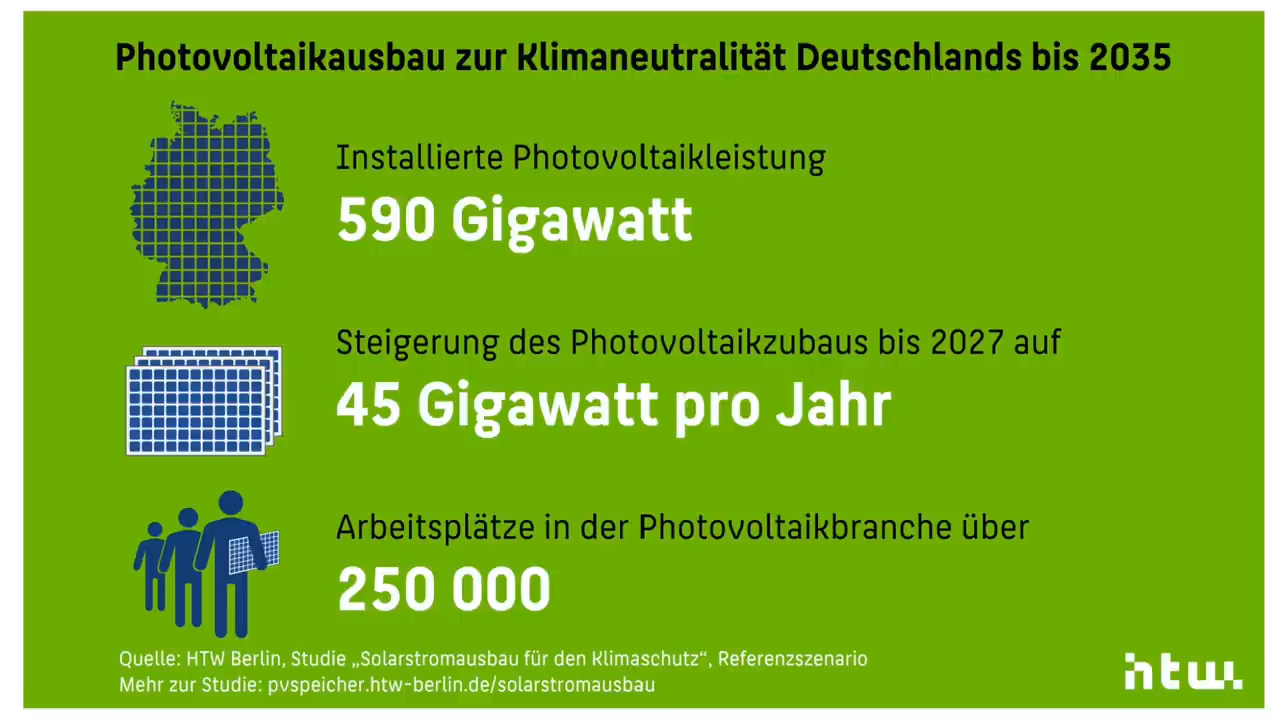 Photovoltaikausbau zur Klimaneutralität Deutschlands bis 2035
Installierte Photovoltaikleistung
590 Gigawatt
Steigerung des Photovoltaikzubaus bis 2027 auf
45 Gigawatt pro Jahr
Arbeitsplätze in der Photovoltaikbranche über
250 000
Quelle: HTW Berlin, Studie „Solarstromausbau für den Klimaschutz“, Referenzszenario
Mehr zur Studie: pvspeicher.htw-berlin.de/solarstromausbau
htw.